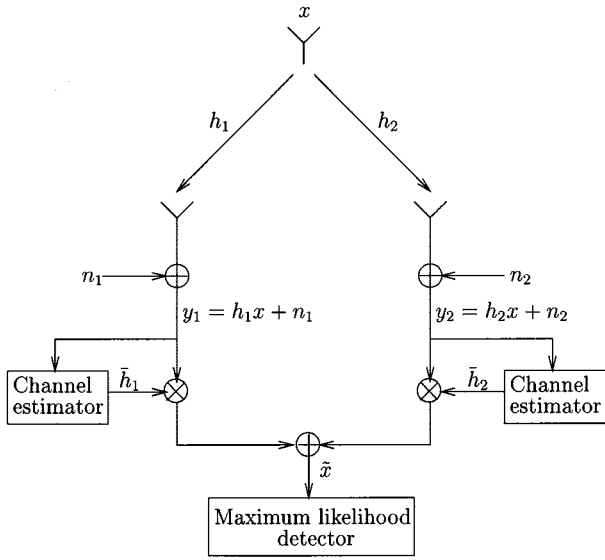 x
h₁
h₂
n₁
n₂
y₁ = h₁x + n₁
y₂ = h₂x + n₂
Channel
estimator
h̄₁
h̄₂
Channel
estimator
x̃
Maximum likelihood
detector